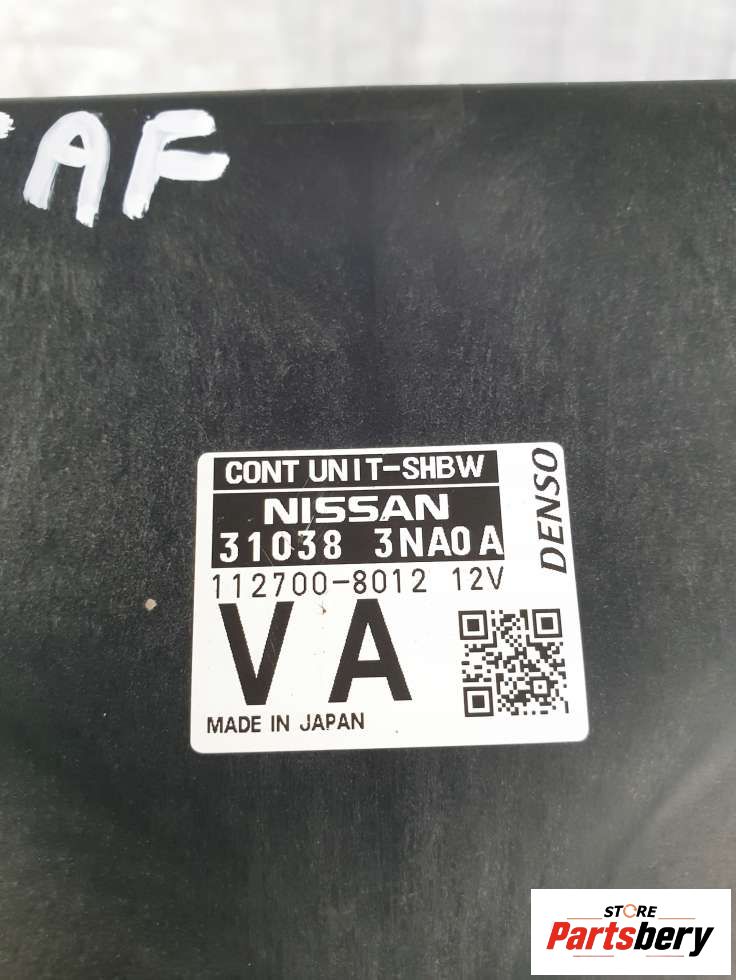 AF
CONT UNIT-SHBW
NISSAN
31038 3NA0A
112700-8012 12V
VA
MADE IN JAPAN
DENSO
STORE
Partsbery